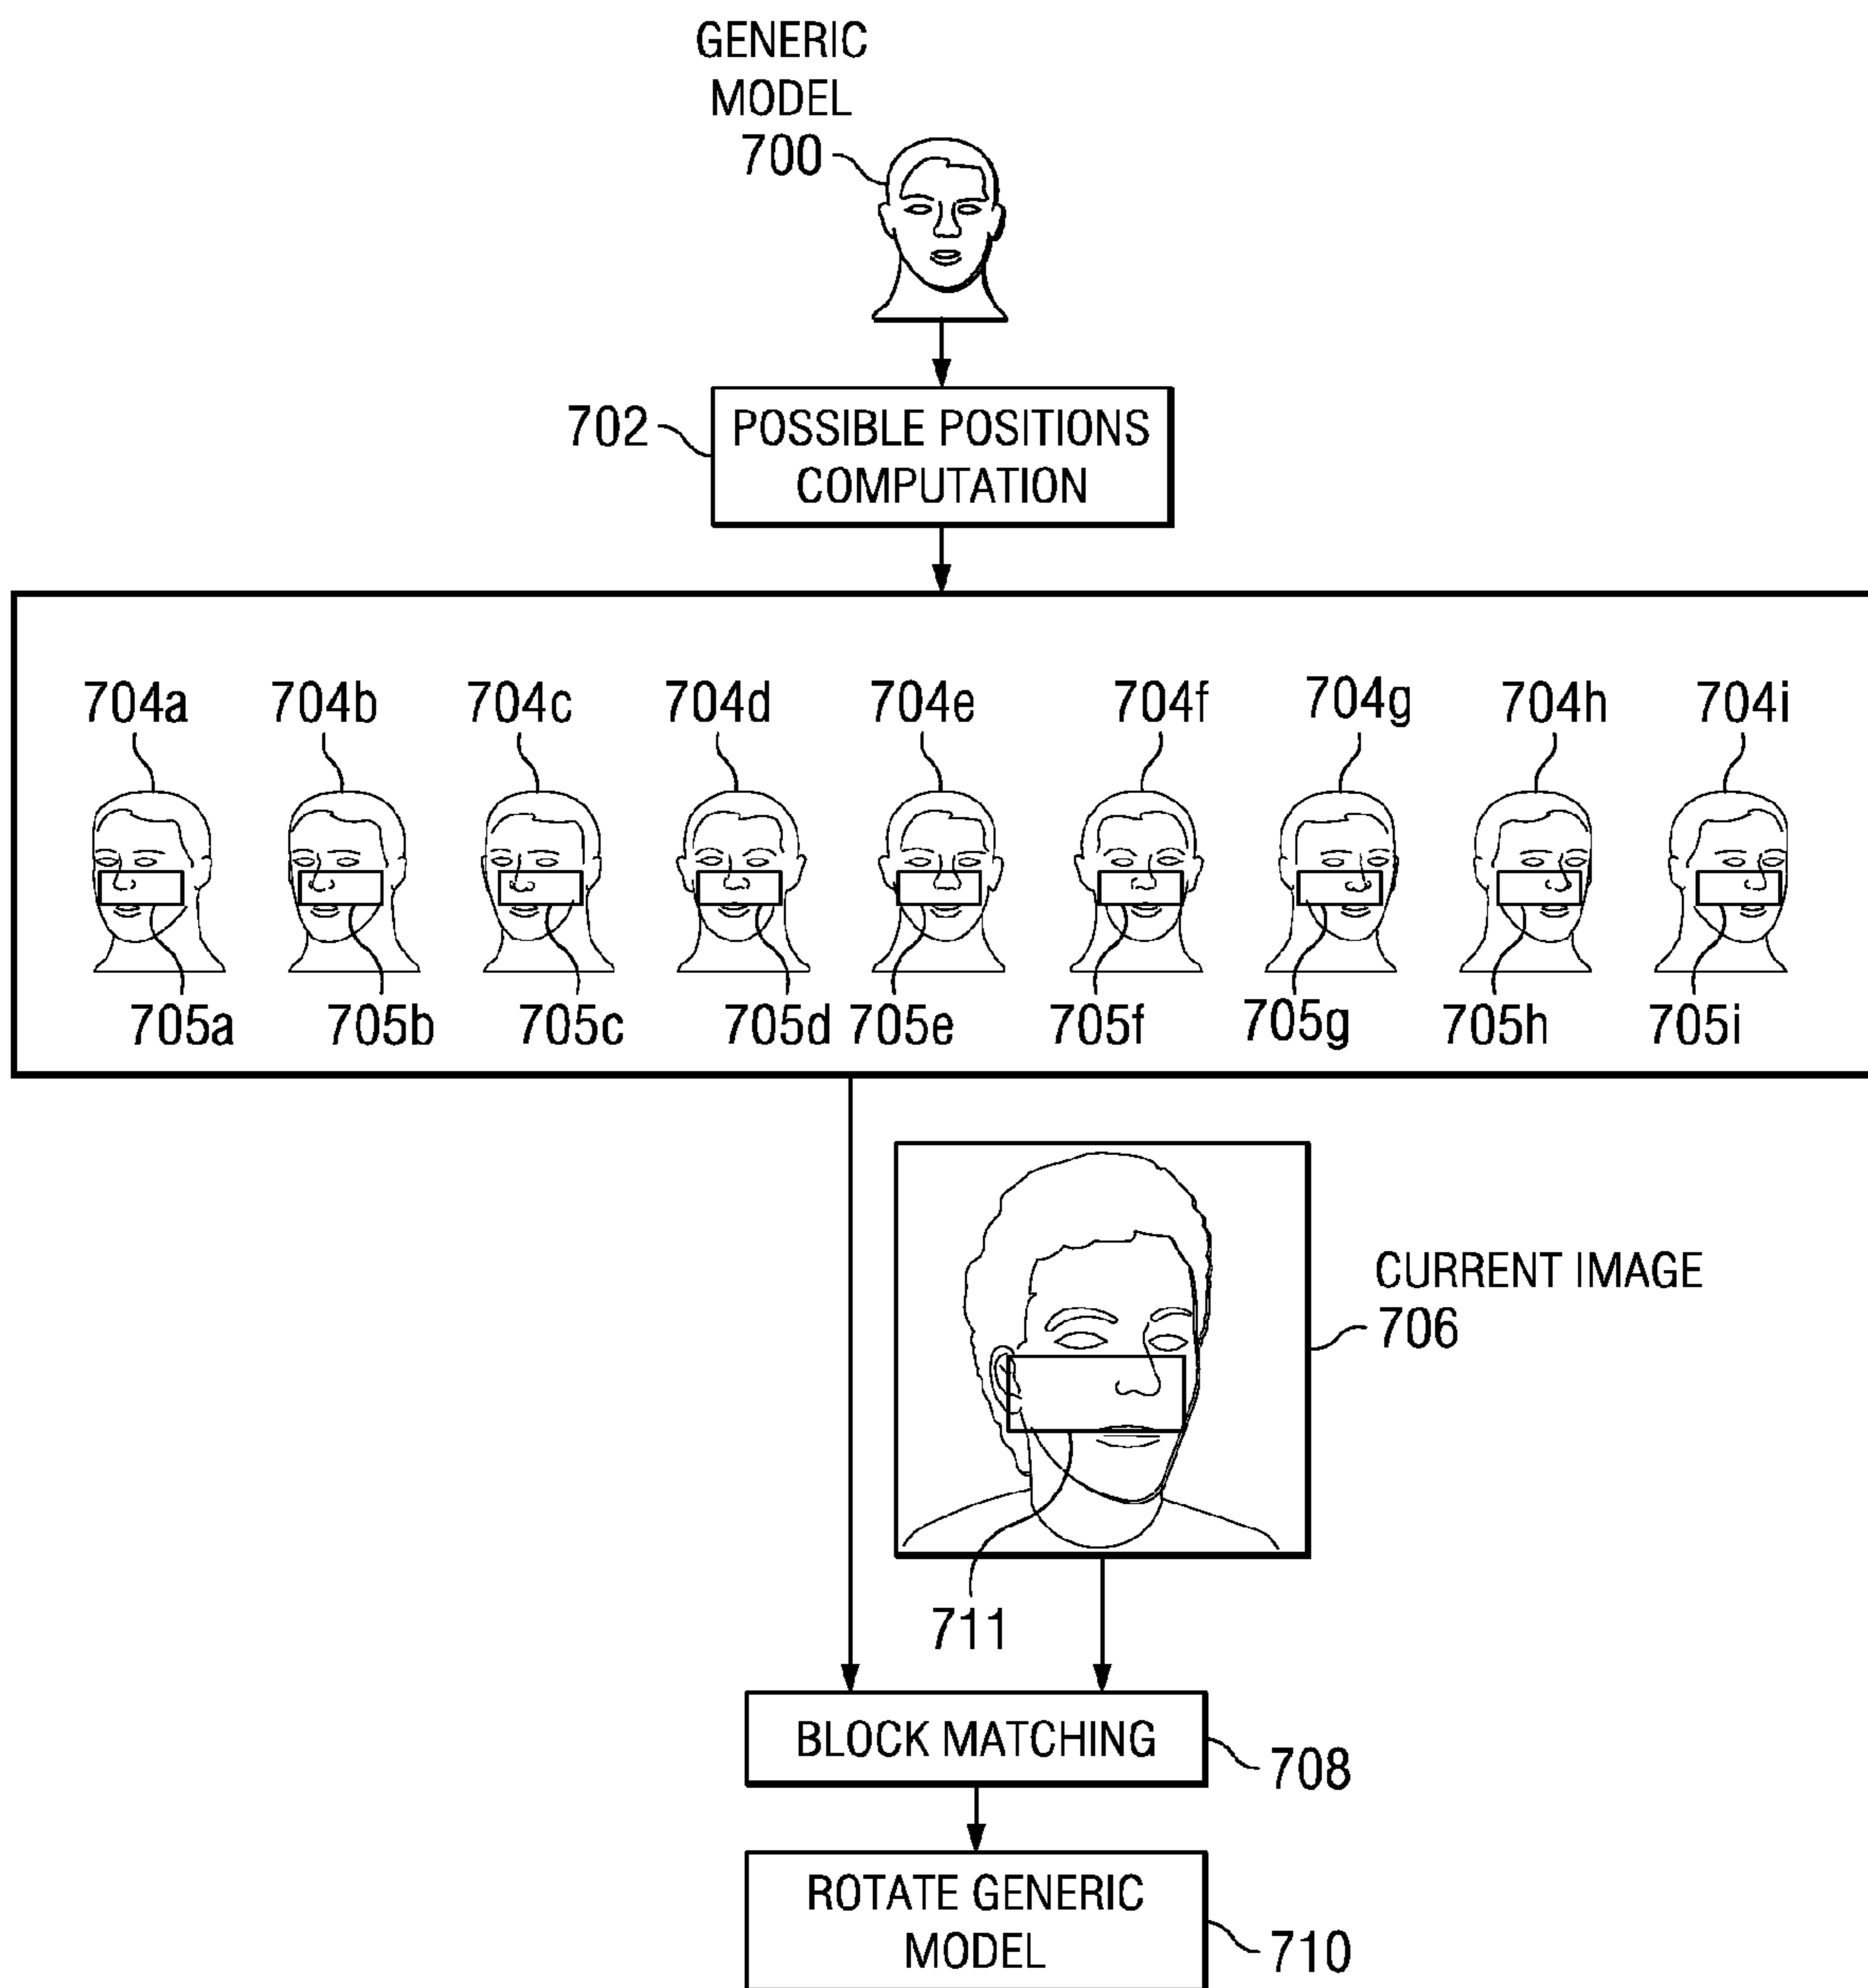 GENERIC
MODEL
700
702
POSSIBLE POSITIONS
COMPUTATION
704a 704b 704c 704d 704e 704f 704g 704h 704i
705a 705b 705c 705d 705e 705f 705g 705h 705i
CURRENT IMAGE
706
711
BLOCK MATCHING
708
ROTATE GENERIC
MODEL
710